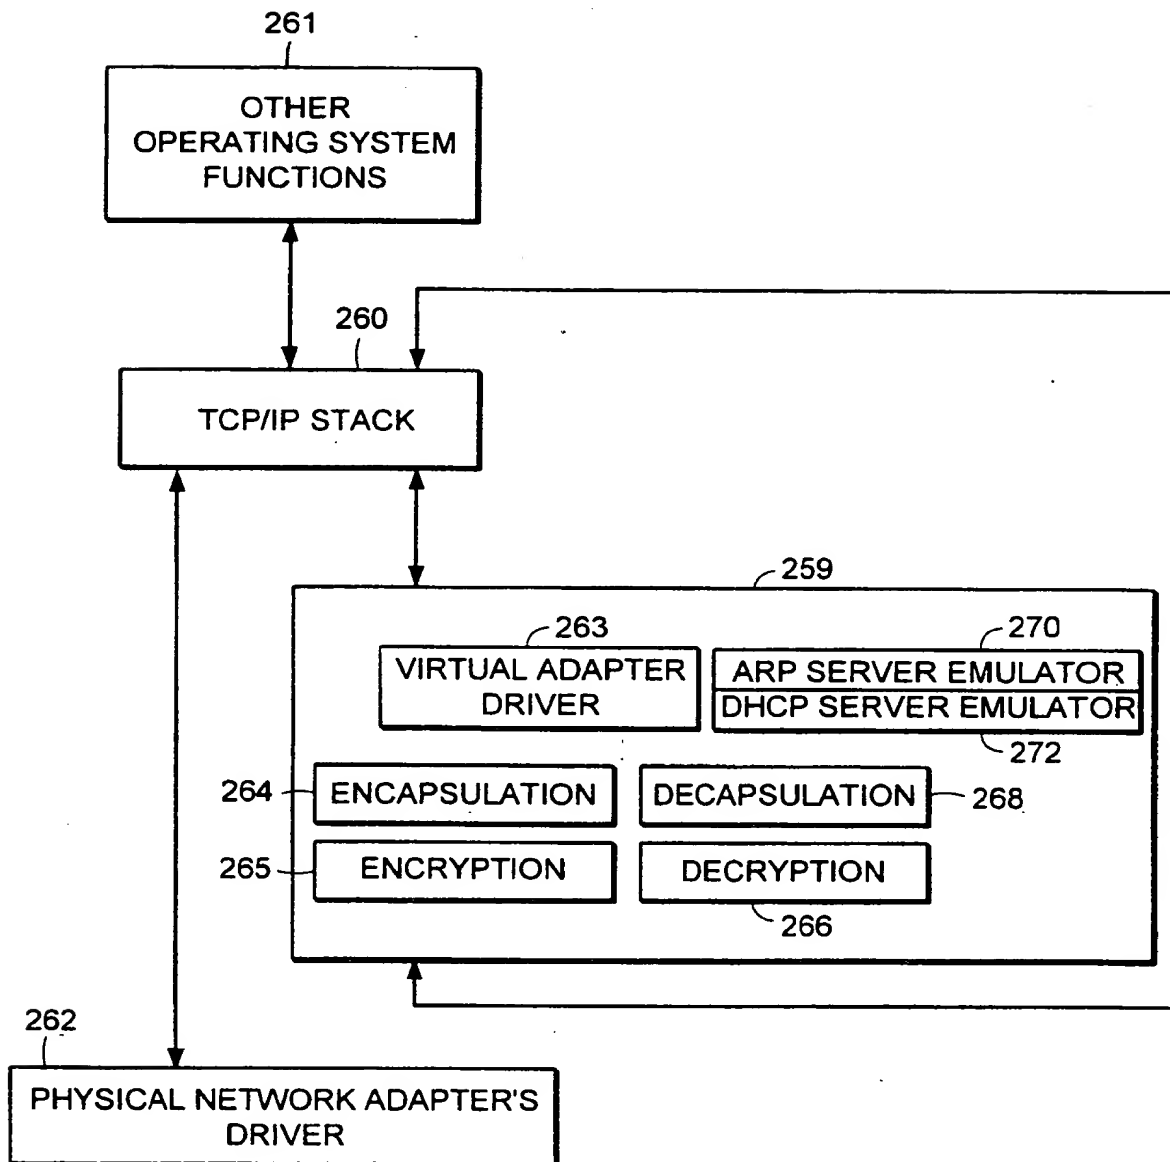 261
OTHER
OPERATING SYSTEM
FUNCTIONS
260
TCP/IP STACK
259
263
VIRTUAL ADAPTER
DRIVER
270
ARP SERVER EMULATOR
DHCP SERVER EMULATOR
272
264
ENCAPSULATION
DECAPSULATION
268
265
ENCRYPTION
DECRYPTION
266
262
PHYSICAL NETWORK ADAPTER'S
DRIVER